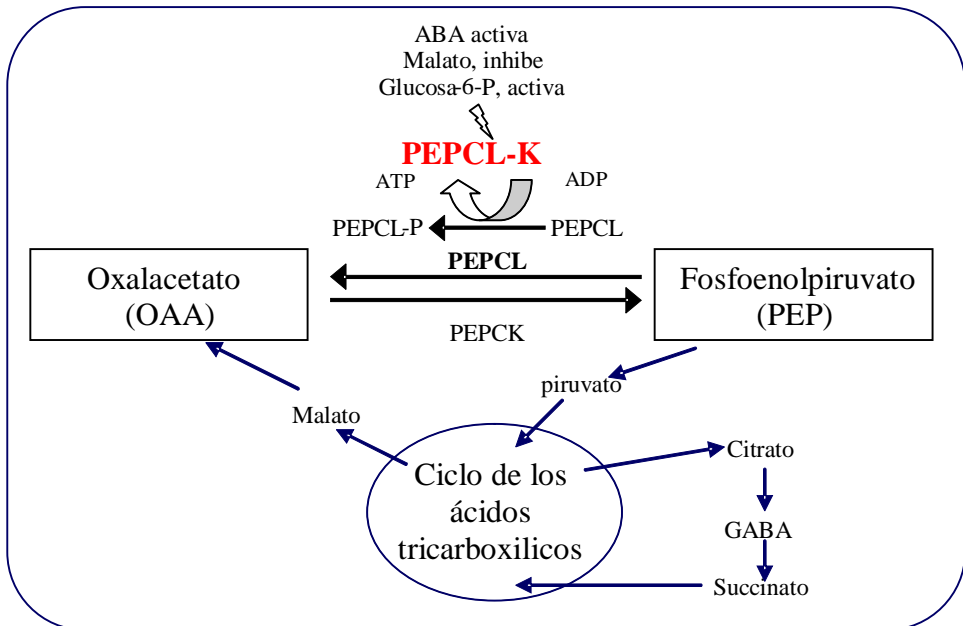 ABA activa
Malato, inhibe
Glucosa-6-P, activa
PEPCL-K
ATP
ADP
PEPCL-P
PEPCL
PEPCL
Oxalacetato
(OAA)
Fosfoenolpiruvato
(PEP)
PEPCK
piruvato
Malato
Citrato
Ciclo de los
ácidos
tricarboxilicos
GABA
Succinato